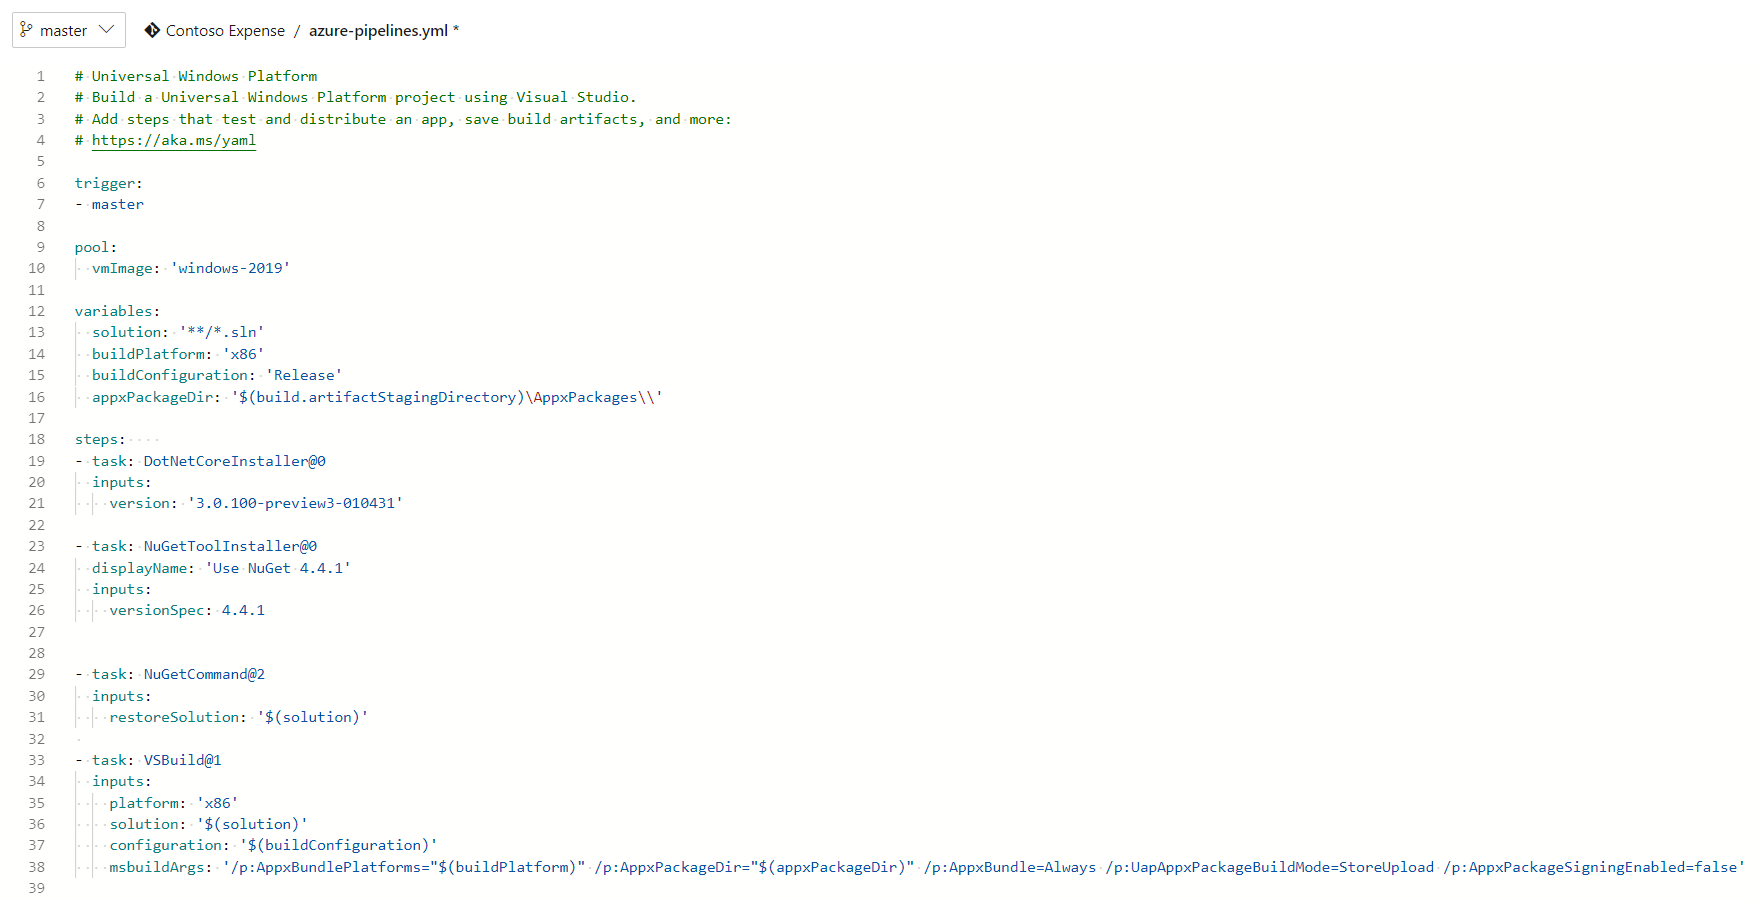 master Contoso Expense / azure-pipelines.yml *
1 # Universal Windows Platform
2 # Build a Universal Windows Platform project using Visual Studio.
3 # Add steps that test and distribute an app, save build artifacts, and more:
4 # https://aka.ms/yaml
5
6 trigger:
7 - master
8
9 pool:
10   vmImage: 'windows-2019'
11
12 variables:
13   solution: '**/*.sln'
14   buildPlatform: 'x86'
15   buildConfiguration: 'Release'
16   appxPackageDir: '$(build.artifactStagingDirectory)\AppxPackages\\'
17
18 steps:
19 - task: DotNetCoreInstaller@0
20   inputs:
21     version: '3.0.100-preview3-010431'
22
23 - task: NuGetToolInstaller@0
24   displayName: 'Use NuGet 4.4.1'
25   inputs:
26     versionSpec: 4.4.1
27
28
29 - task: NuGetCommand@2
30   inputs:
31     restoreSolution: '$(solution)'
32
33 - task: VSBuild@1
34   inputs:
35     platform: 'x86'
36     solution: '$(solution)'
37     configuration: '$(buildConfiguration)'
38     msbuildArgs: '/p:AppxBundlePlatforms="$(buildPlatform)" /p:AppxPackageDir="$(appxPackageDir)" /p:AppxBundle=Always /p:UapAppxPackageBuildMode=StoreUpload /p:AppxPackageSigningEnabled=false'
39